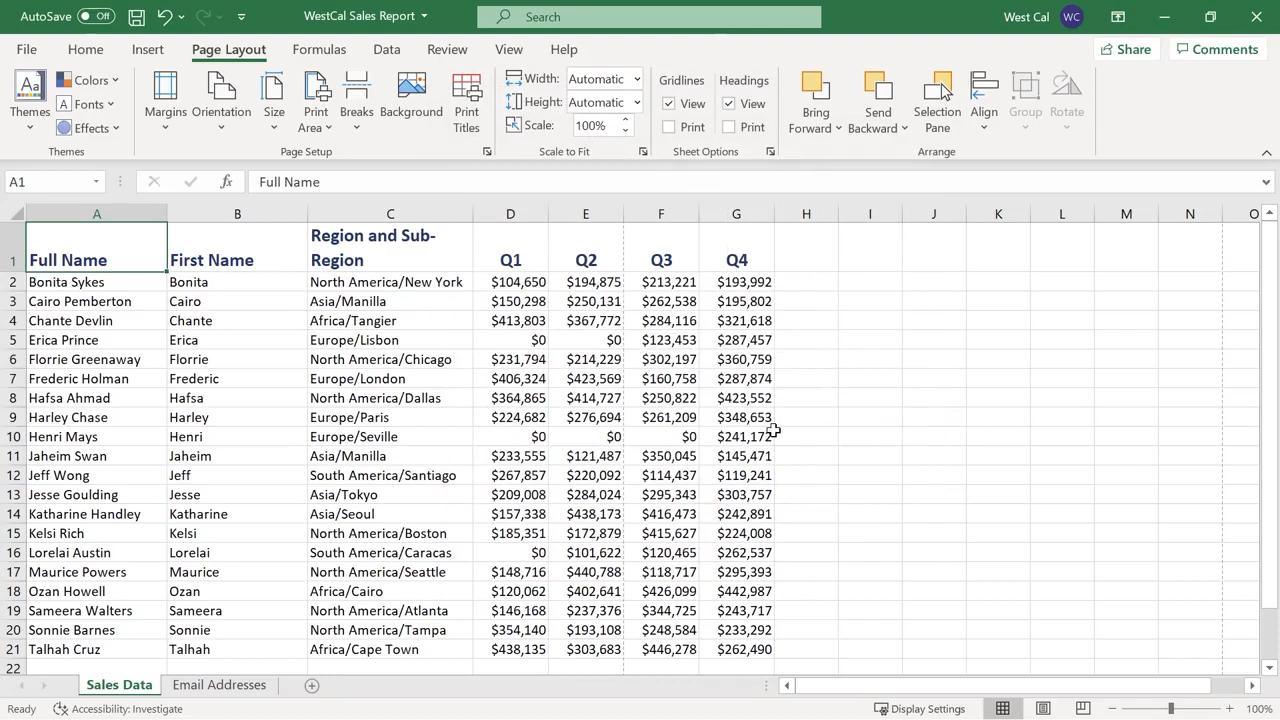 AutoSave Off WestCal Sales Report Search West Cal WC
File Home Insert Page Layout Formulas Data Review View Help Share Comments
Themes Colors Fonts Effects Themes
Margins Orientation Size Print Area Breaks Background Print Titles Page Setup
Width: Automatic
Height: Automatic
Scale: 100%
Scale to Fit
Gridlines View Print
Headings View Print
Sheet Options
Bring Forward Send Backward Selection Pane Align Group Rotate Arrange
A1 fx Full Name
A B C D E F G H I J K L M N O
1 Full Name First Name Region and Sub-Region Q1 Q2 Q3 Q4
2 Bonita Sykes Bonita North America/New York $104,650 $194,875 $213,221 $193,992
3 Cairo Pemberton Cairo Asia/Manilla $150,298 $250,131 $262,538 $195,802
4 Chante Devlin Chante Africa/Tangier $413,803 $367,772 $284,116 $321,618
5 Erica Prince Erica Europe/Lisbon $0 $0 $123,453 $287,457
6 Florrie Greenaway Florrie North America/Chicago $231,794 $214,229 $302,197 $360,759
7 Frederic Holman Frederic Europe/London $406,324 $423,569 $160,758 $287,874
8 Hafsa Ahmad Hafsa North America/Dallas $364,865 $414,727 $250,822 $423,552
9 Harley Chase Harley Europe/Paris $224,682 $276,694 $261,209 $348,653
10 Henri Mays Henri Europe/Seville $0 $0 $0 $241,172
11 Jaheim Swan Jaheim Asia/Manilla $233,555 $121,487 $350,045 $145,471
12 Jeff Wong Jeff South America/Santiago $267,857 $220,092 $114,437 $119,241
13 Jesse Goulding Jesse Asia/Tokyo $209,008 $284,024 $295,343 $303,757
14 Katharine Handley Katharine Asia/Seoul $157,338 $438,173 $416,473 $242,891
15 Kelsi Rich Kelsi North America/Boston $185,351 $172,879 $415,627 $224,008
16 Lorelai Austin Lorelai South America/Caracas $0 $101,622 $120,465 $262,537
17 Maurice Powers Maurice North America/Seattle $148,716 $440,788 $118,717 $295,393
18 Ozan Howell Ozan Africa/Cairo $120,062 $402,641 $426,099 $442,987
19 Sameera Walters Sameera North America/Atlanta $146,168 $237,376 $344,725 $243,717
20 Sonnie Barnes Sonnie North America/Tampa $354,140 $193,108 $248,584 $233,292
21 Talhah Cruz Talhah Africa/Cape Town $438,135 $303,683 $446,278 $262,490
22
Sales Data Email Addresses
Ready Accessibility: Investigate Display Settings 100%